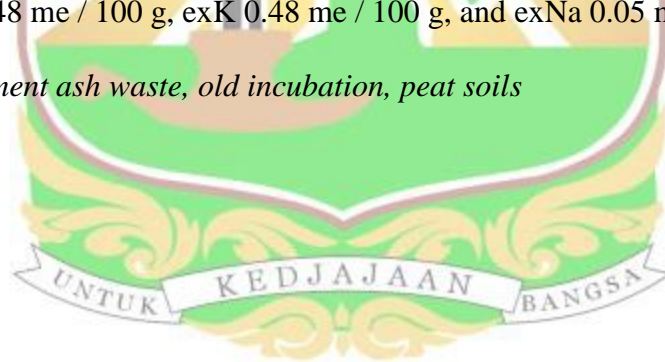 48 me / 100 g, exK 0.48 me / 100 g, and exNa 0.05
ash waste, old incubation, peat soils
UNTUK KEDJAJAAN BANGSA